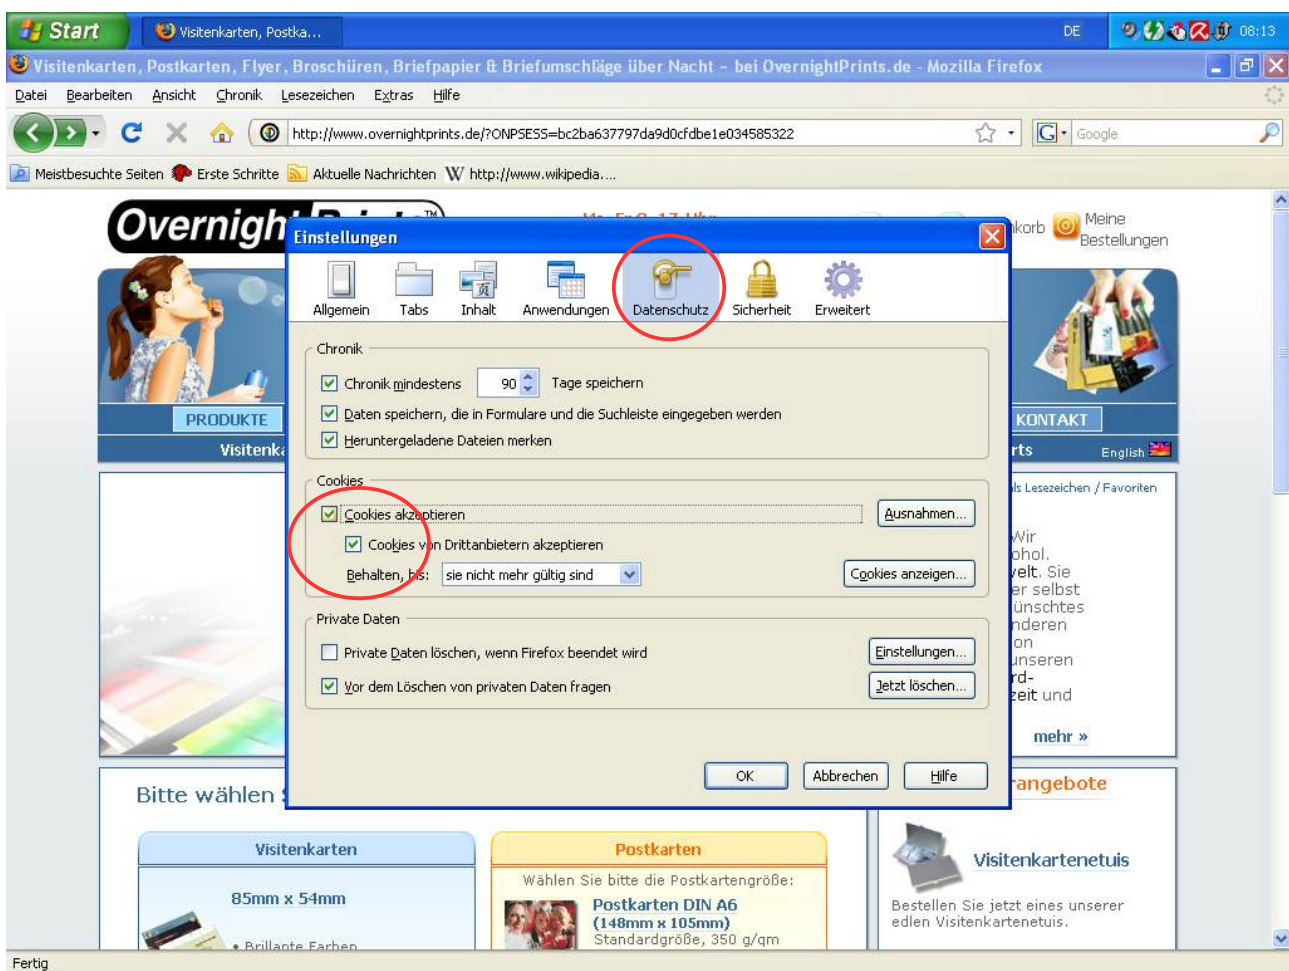 Start
Visitenkarten, Postka...
DE
08:13
Visitenkarten, Postkarten, Flyer, Broschüren, Briefpapier & Briefumschläge über Nacht - bei OvernightPrints.de - Mozilla Firefox
Datei Bearbeiten Ansicht Chronik Lesezeichen Extras Hilfe
http://www.overnightprints.de/?ONPSESS=bc2ba637797da9d0cfdbe1e034585322
G Google
Meistbesuchte Seiten Erste Schritte Aktuelle Nachrichten W http://www.wikipedia....
Overnigh
TM
Meine
Bestellungen
nkorb
Einstellungen
Allgemein Tabs Inhalt Anwendungen Datenschutz Sicherheit Erweitert
Chronik
Chronik mindestens 90 Tage speichern
Daten speichern, die in Formulare und die Suchleiste eingegeben werden
Heruntergeladene Dateien merken
Cookies
Cookies akzeptieren Ausnahmen...
Cookies von Drittanbietern akzeptieren
Behalten, bis: sie nicht mehr gültig sind Cookies anzeigen...
Private Daten
Private Daten löschen, wenn Firefox beendet wird Einstellungen...
Vor dem Löschen von privaten Daten fragen Jetzt löschen...
OK Abbrechen Hilfe
PRODUKTE KONTAKT
Visitenka rts English
als Lesezeichen / Favoriten
Wir
ohol.
velt. Sie
er selbst
ünschtes
nderen
on
unseren
rd-
zeit und
mehr »
Bitte wählen
rangebote
Visitenkarten
85mm x 54mm
• Brillante Farben
Postkarten
Wählen Sie bitte die Postkartengröße:
Postkarten DIN A6
(148mm x 105mm)
Standardgröße, 350 g/qm
Visitenkartenetuis
Bestellen Sie jetzt eines unserer
edlen Visitenkartenetuis.
Fertig